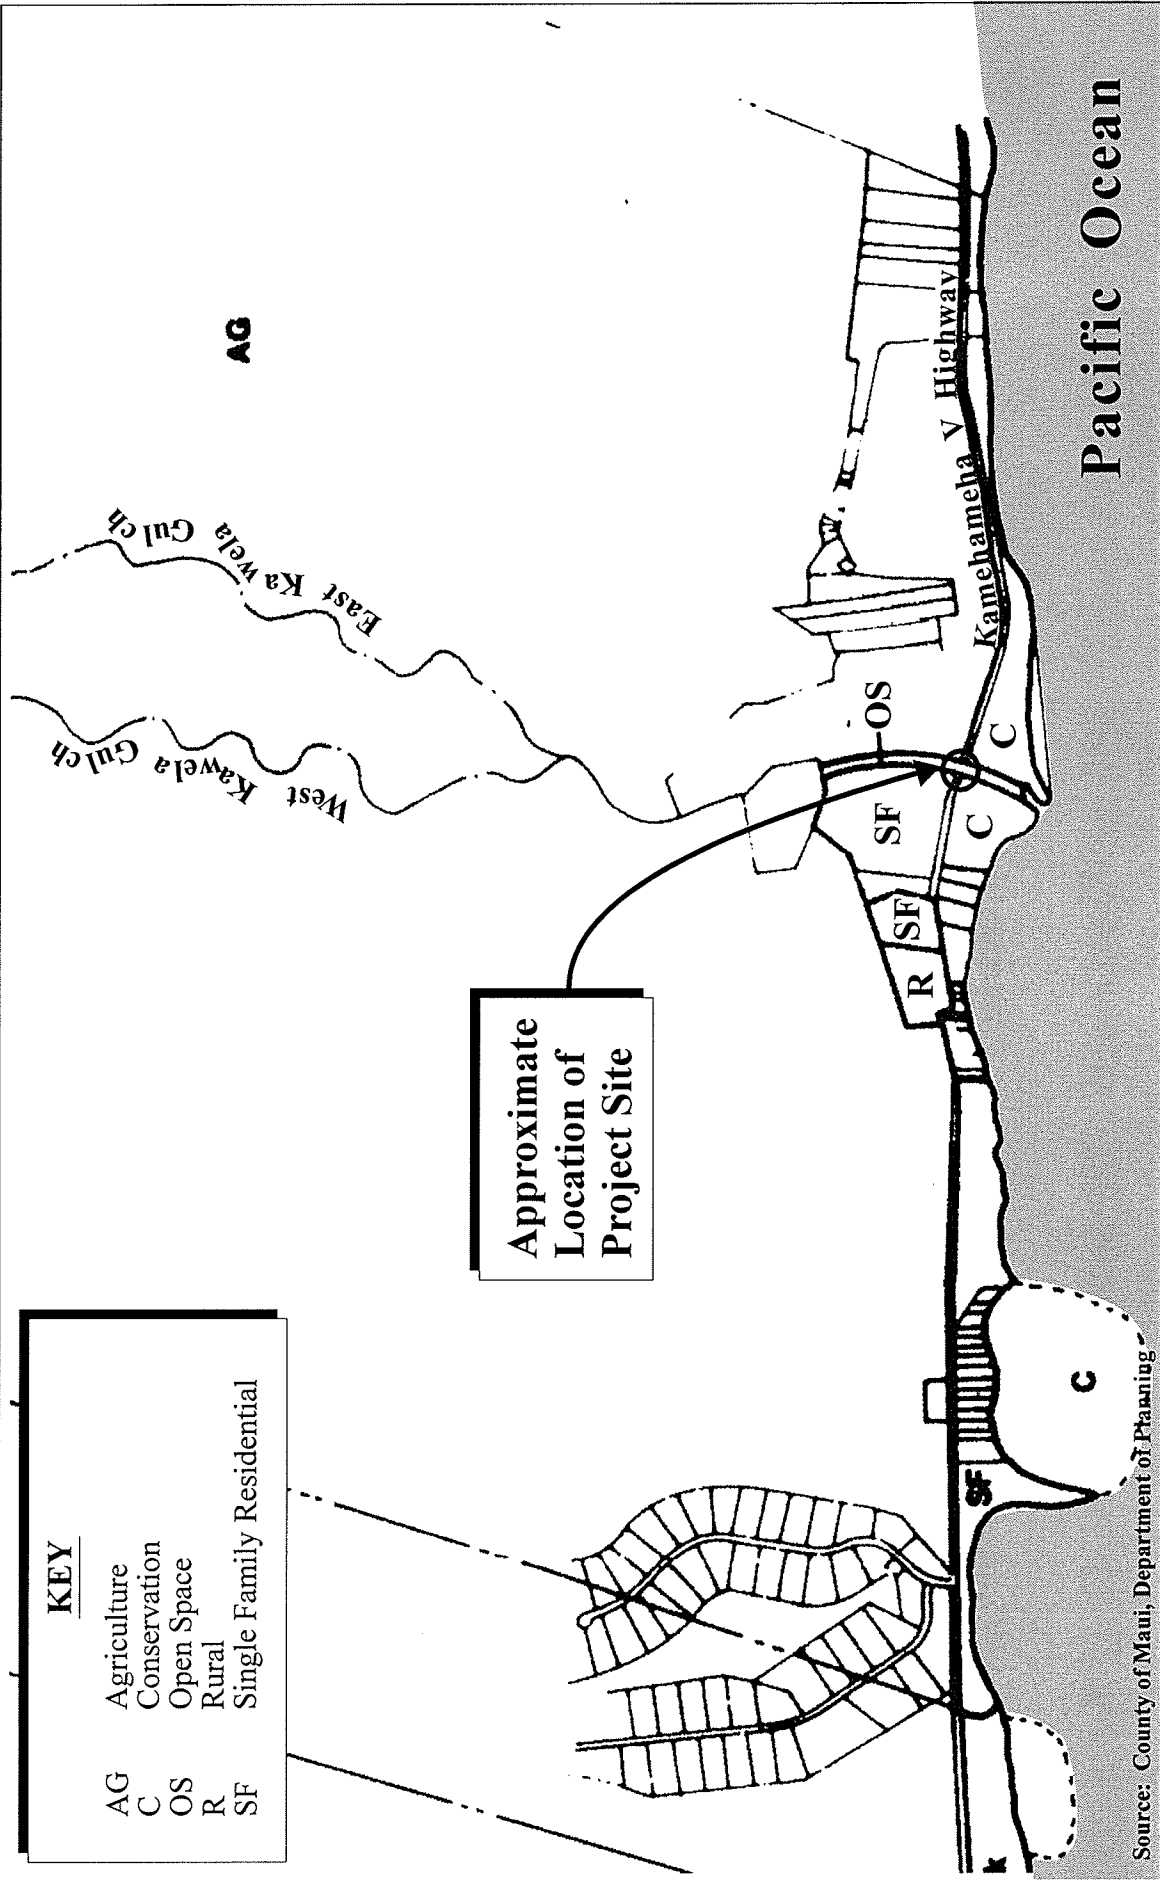 KEY
AG Agriculture
C Conservation
OS Open Space
R Rural
SF Single Family Residential
West Kawela Gulch
East Kawela Gulch
AG
Approximate
Location of
Project Site
OS
SF
SF
R
C
C
Kamehameha V Highway
SF
C
Pacific Ocean
Source: County of Maui, Department of Planning